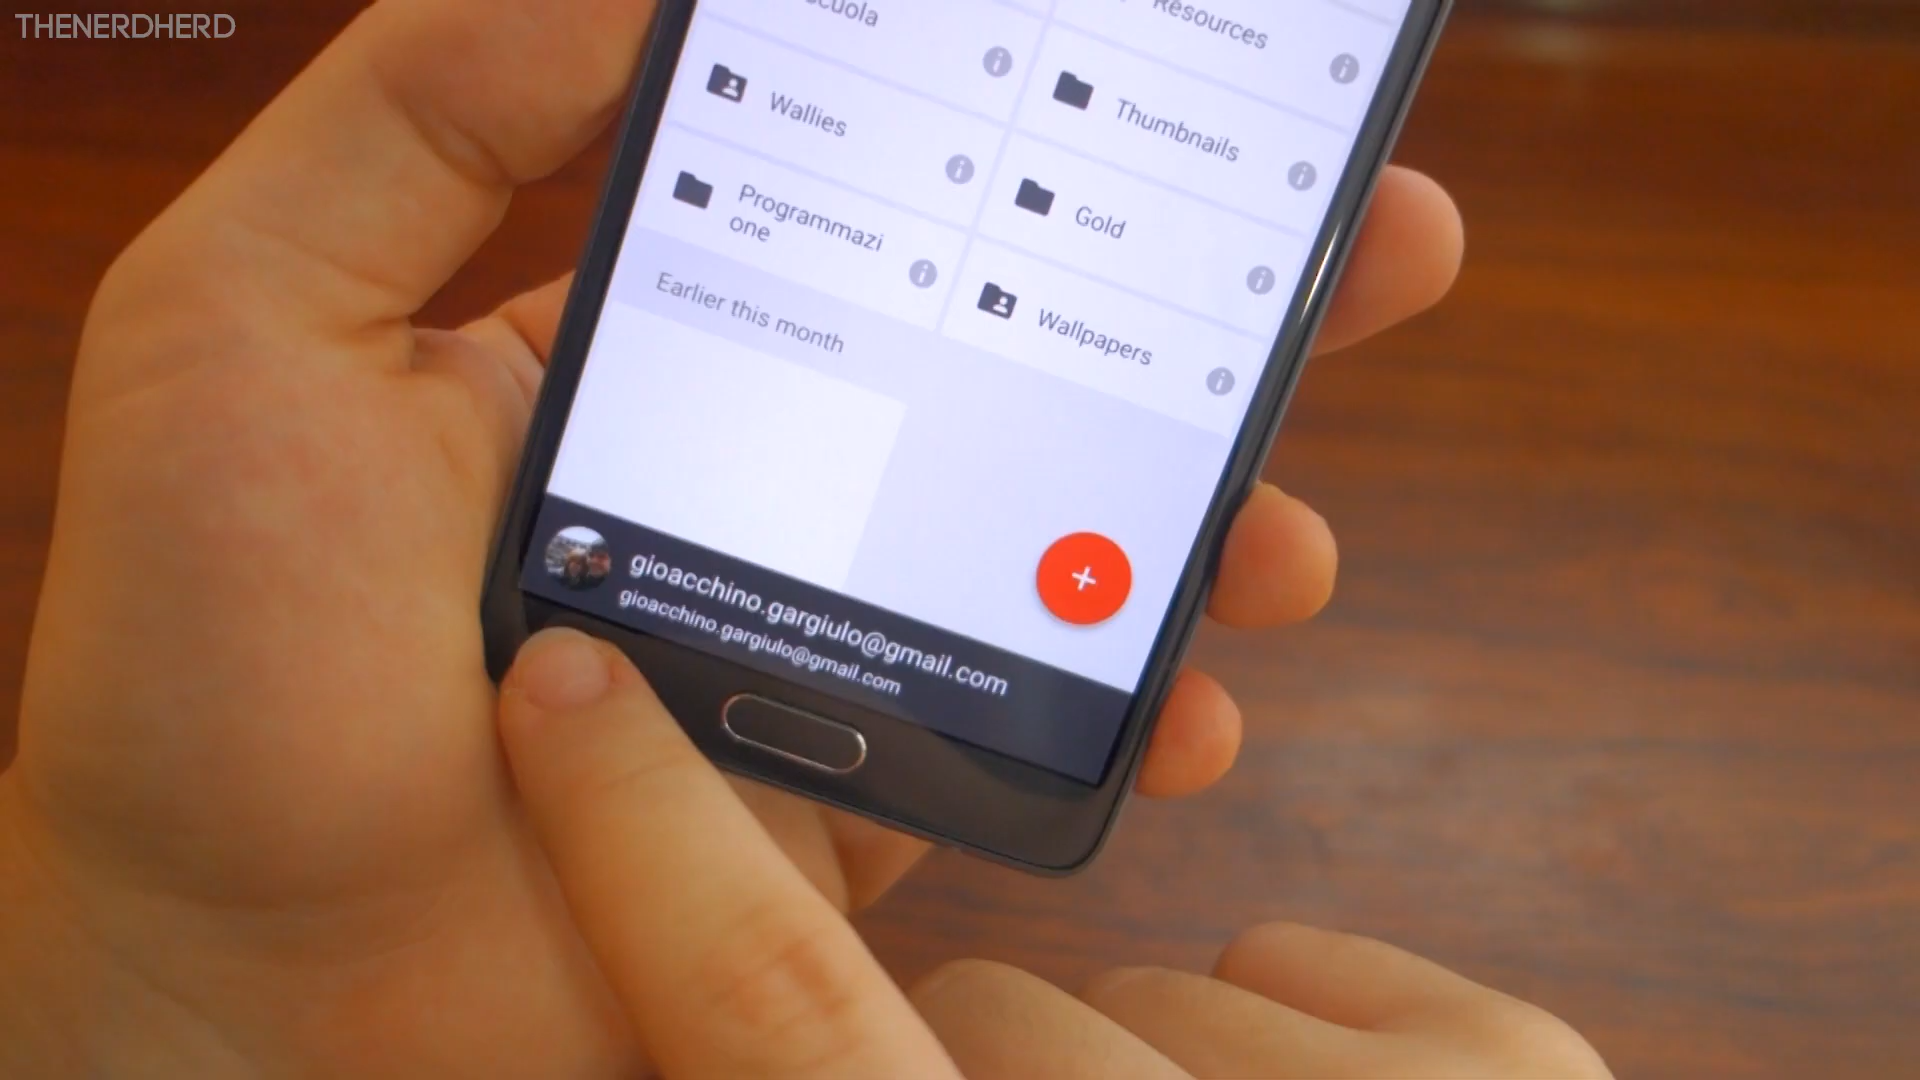 THENERDHERD
Resources
Wallies
Thumbnails
Programmazi
one
Gold
Earlier this month
Wallpapers
gioacchino.gargiulo@gmail.com
gioacchino.gargiulo@gmail.com